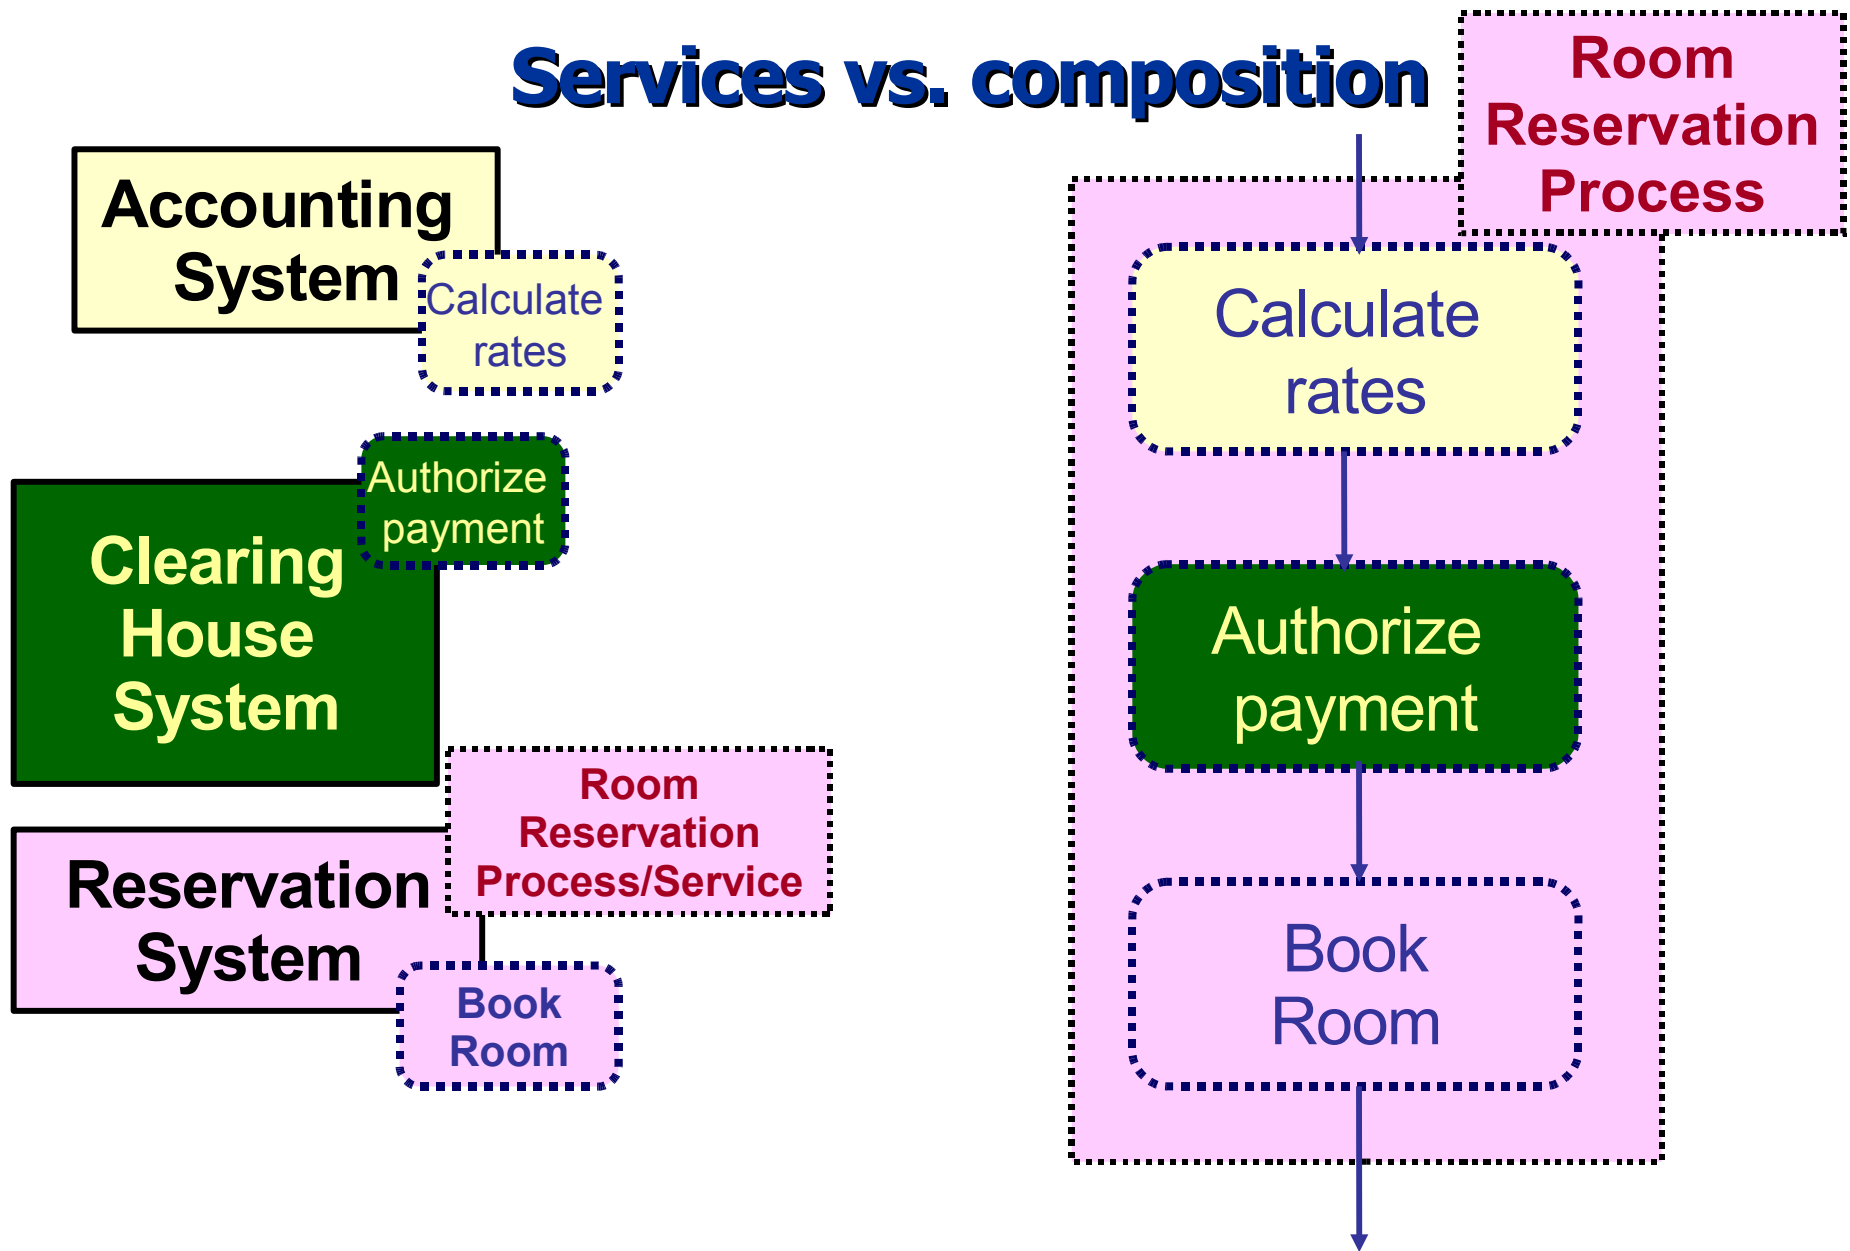 Services vs. composition
Accounting
System
Calculate
rates
Authorize
payment
Clearing
House
System
Room
Reservation
Process/Service
Reservation
System
Book
Room
Room
Reservation
Process
Calculate
rates
Authorize
payment
Book
Room